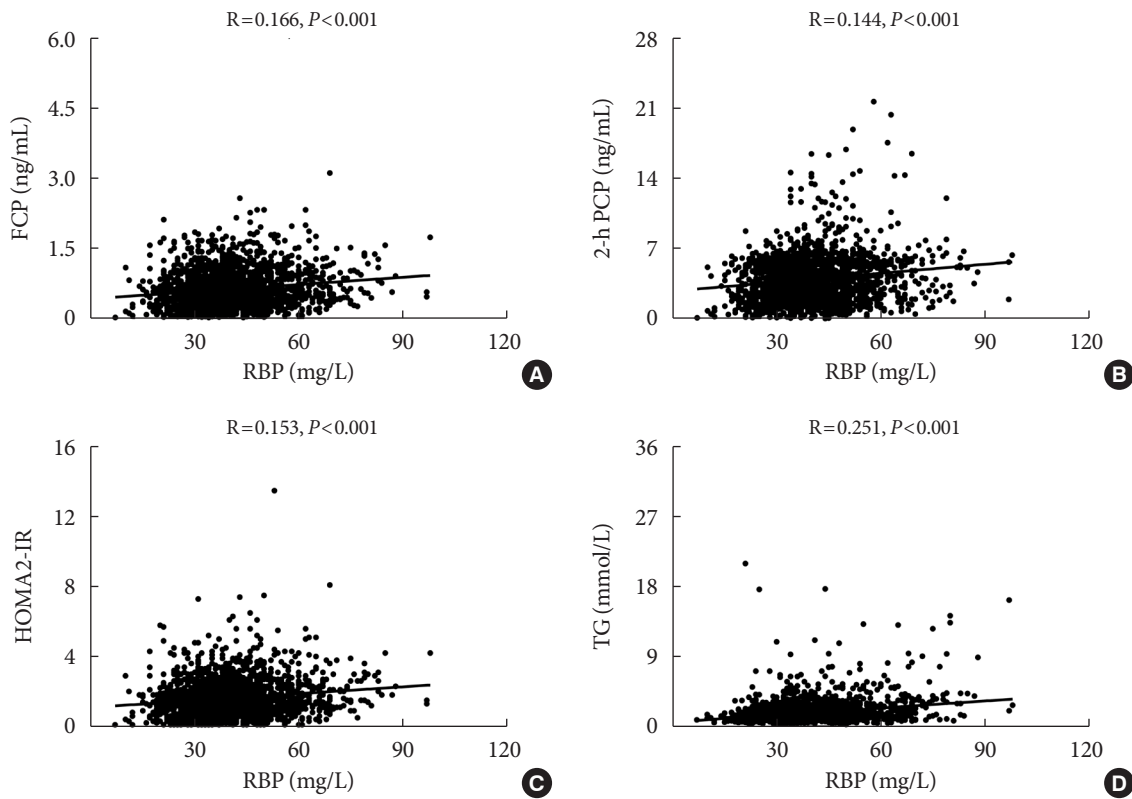 R=0.166, P<0.001
6.0
4.5
3.0
1.5
0
FCP (ng/mL)
30 60 90 120
RBP (mg/L)
A
R=0.144, P<0.001
28
21
14
7
0
2-h PCP (ng/mL)
30 60 90 120
RBP (mg/L)
B
R=0.153, P<0.001
16
12
8
4
0
HOMA2-IR
30 60 90 120
RBP (mg/L)
C
R=0.251, P<0.001
36
27
18
9
0
TG (mmol/L)
30 60 90 120
RBP (mg/L)
D